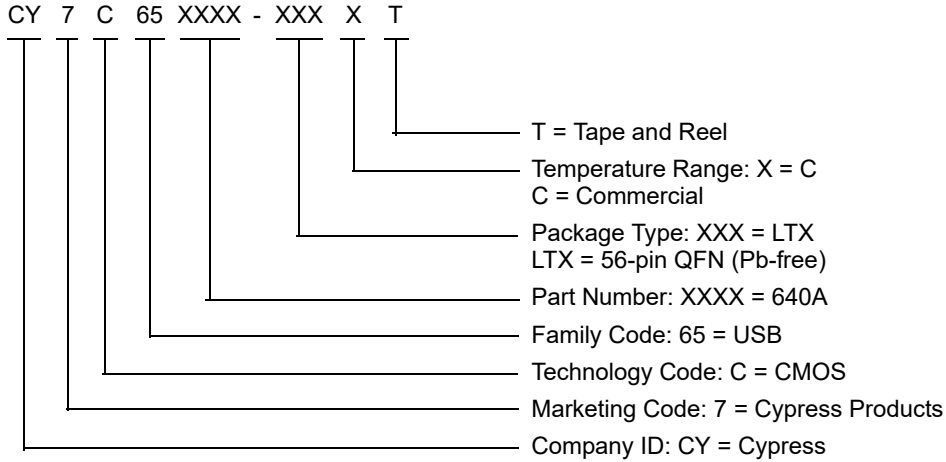 CY 7 C 65 XXXX - XXX X T
T = Tape and Reel
Temperature Range: X = C
C = Commercial
Package Type: XXX = LTX
LTX = 56-pin QFN (Pb-free)
Part Number: XXXX = 640A
Family Code: 65 = USB
Technology Code: C = CMOS
Marketing Code: 7 = Cypress Products
Company ID: CY = Cypress